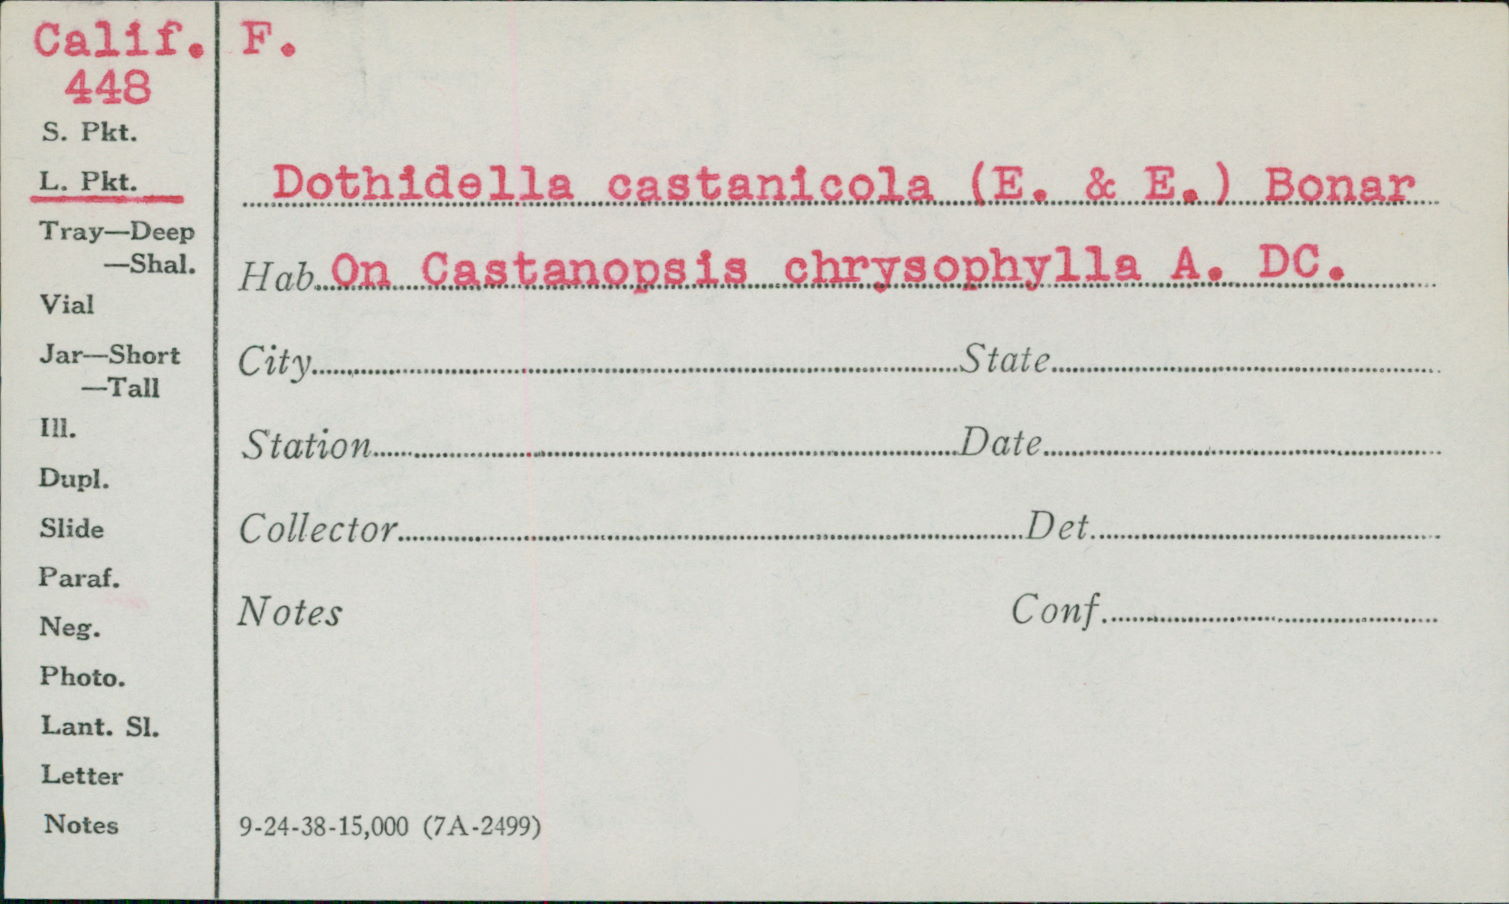 Calif.
448
F.
S. Pkt.
L. Pkt.
Tray—Deep
—Shal.
Vial
Jar—Short
—Tall
Ill.
Dupl.
Slide
Paraf.
Neg.
Photo.
Lant. Sl.
Letter
Notes
Dothidella castanicola (E. & E.) Bonar
Hab. On Castanopsis chrysophylla A. DC.
City State
Station Date
Collector Det.
Notes Conf.
9-24-38-15,000 (7A-2499)